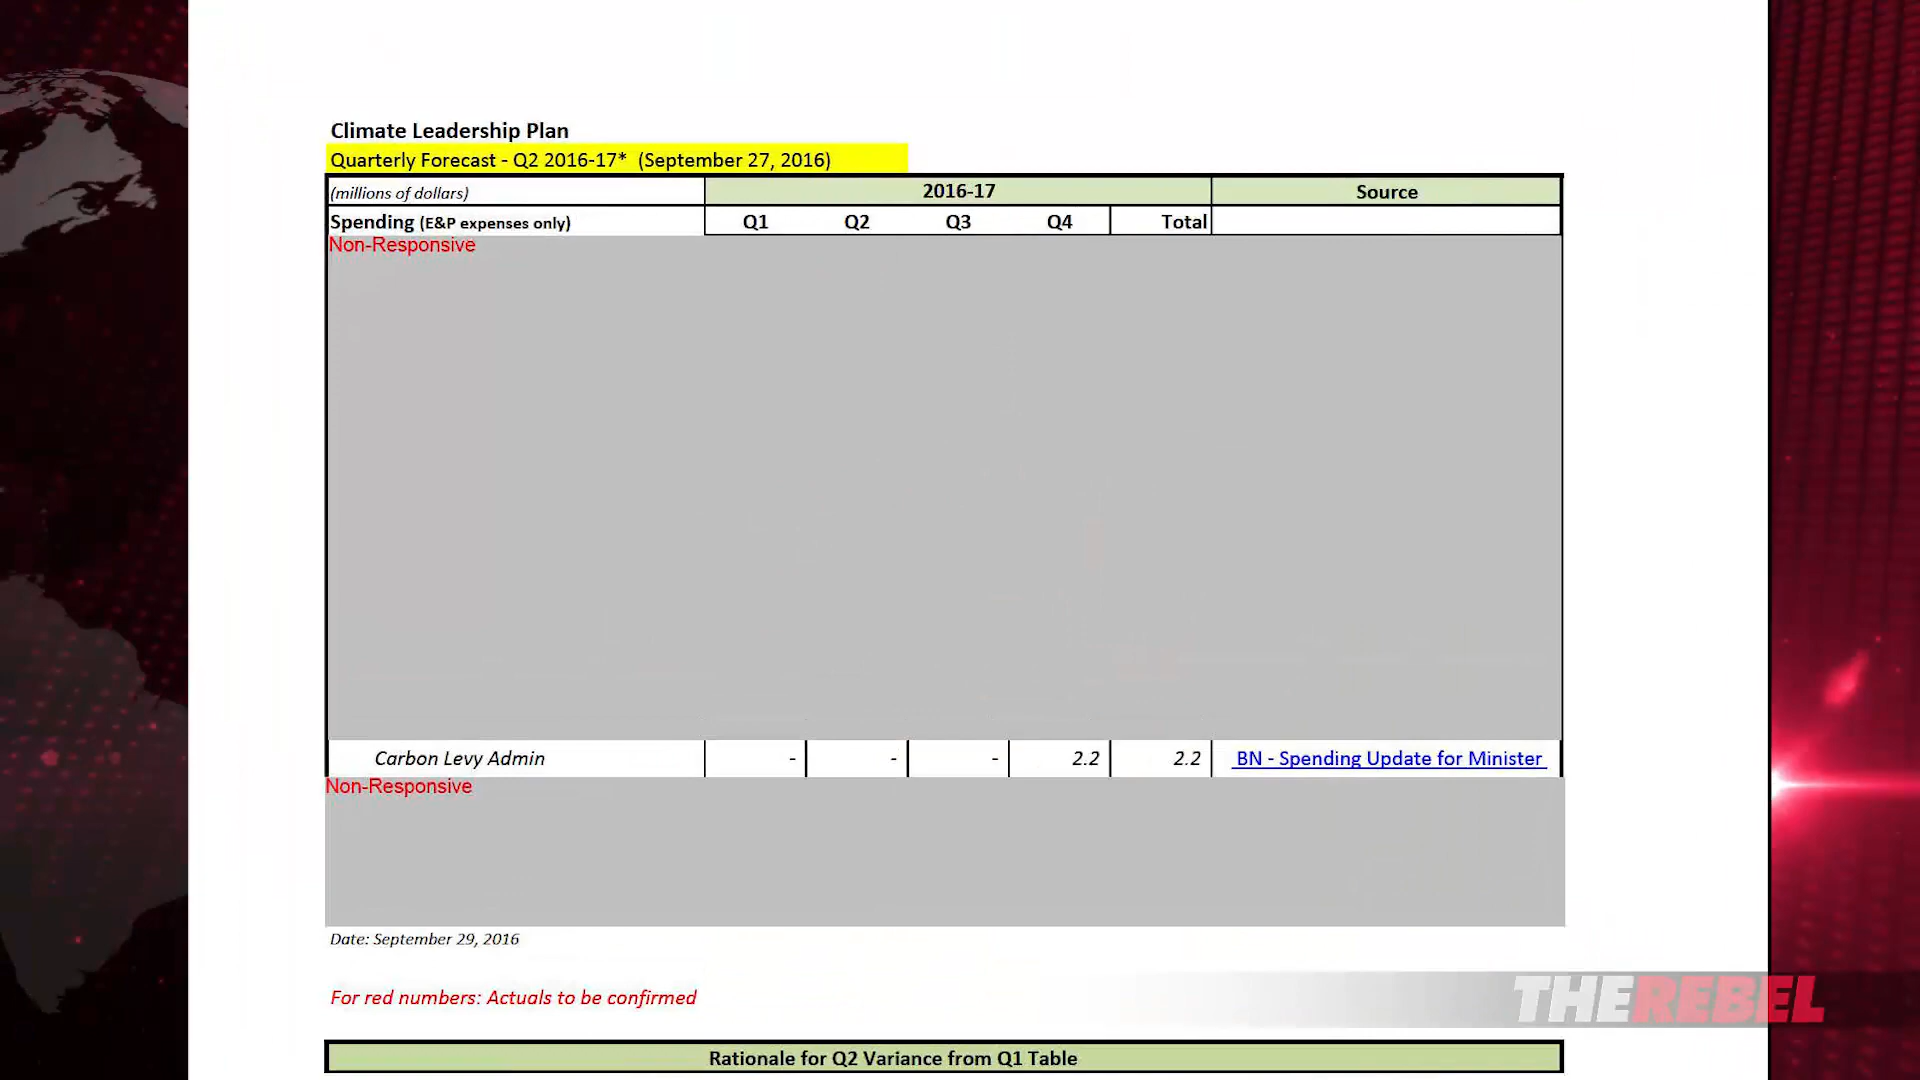 Climate Leadership Plan
Quarterly Forecast - Q2 2016-17* (September 27, 2016)
(millions of dollars) 2016-17 Source
Spending (E&P expenses only) Q1 Q2 Q3 Q4 Total
Non-Responsive
Carbon Levy Admin - - - 2.2 2.2 BN - Spending Update for Minister
Non-Responsive
Date: September 29, 2016
For red numbers: Actuals to be confirmed
THEREBEL
Rationale for Q2 Variance from Q1 Table